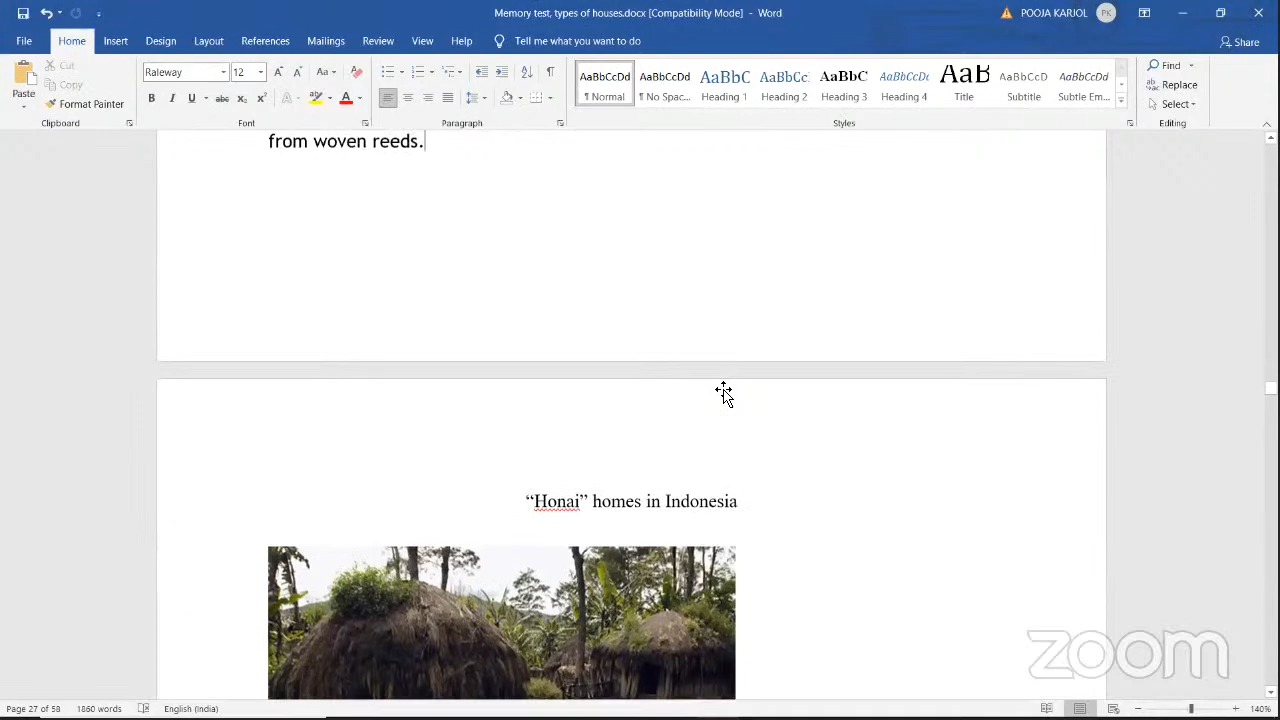 Memory test, types of houses.docx [Compatibility Mode] - Word
POOJA KARJOL
PK
File
Home
Insert
Design
Layout
References
Mailings
Review
View
Help
Tell me what you want to do
Share
Paste
Cut
Copy
Format Painter
Clipboard
Raleway
12
Font
Paragraph
AaBbCcDd
¶ Normal
AaBbCcDd
¶ No Spac...
AaBbC
Heading 1
AaBbCc
Heading 2
AaBbC
Heading 3
AaBbCcDc
Heading 4
AaB
Title
AaBbCcD
Subtitle
AaBbCcDd
Subtle Em...
Styles
Find
Replace
Select
Editing
from woven reeds.
“Honai” homes in Indonesia
zoom
Page 27 of 58
1860 words
English (India)
140%